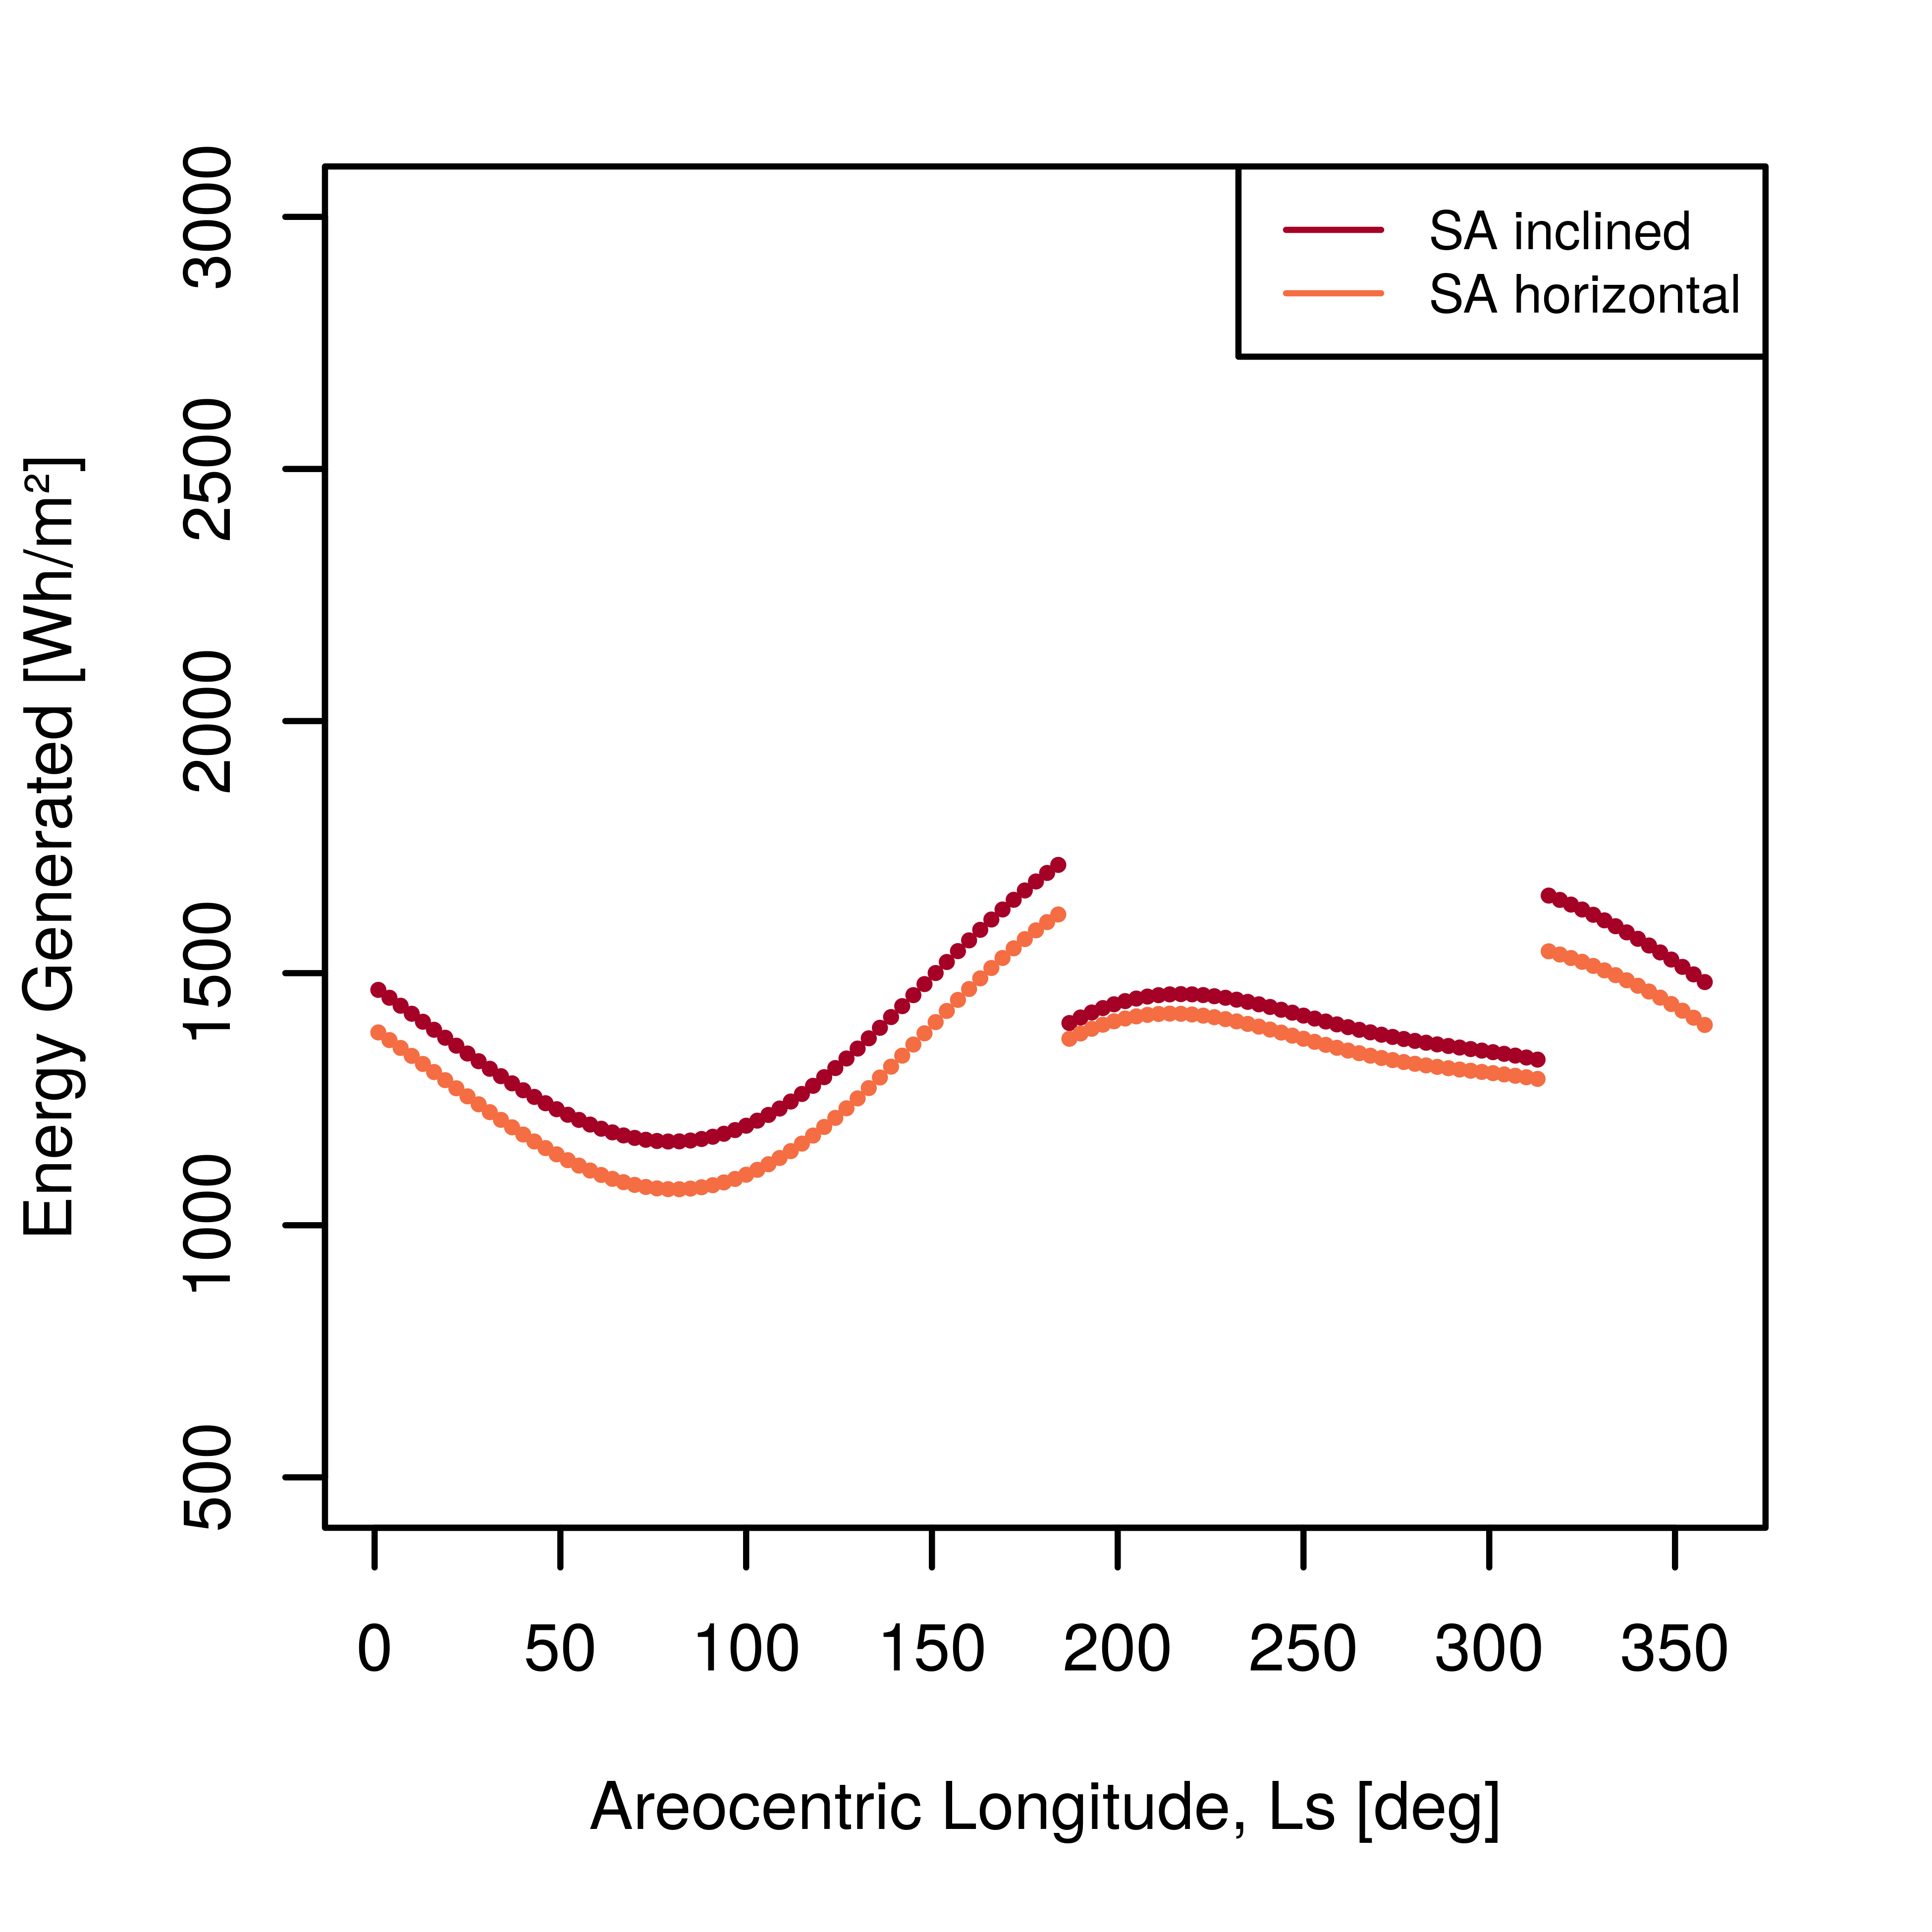 SA inclined
SA horizontal
Energy Generated [Wh/m²]
3000
2500
2000
1500
1000
500
0 50 100 150 200 250 300 350
Areocentric Longitude, Ls [deg]